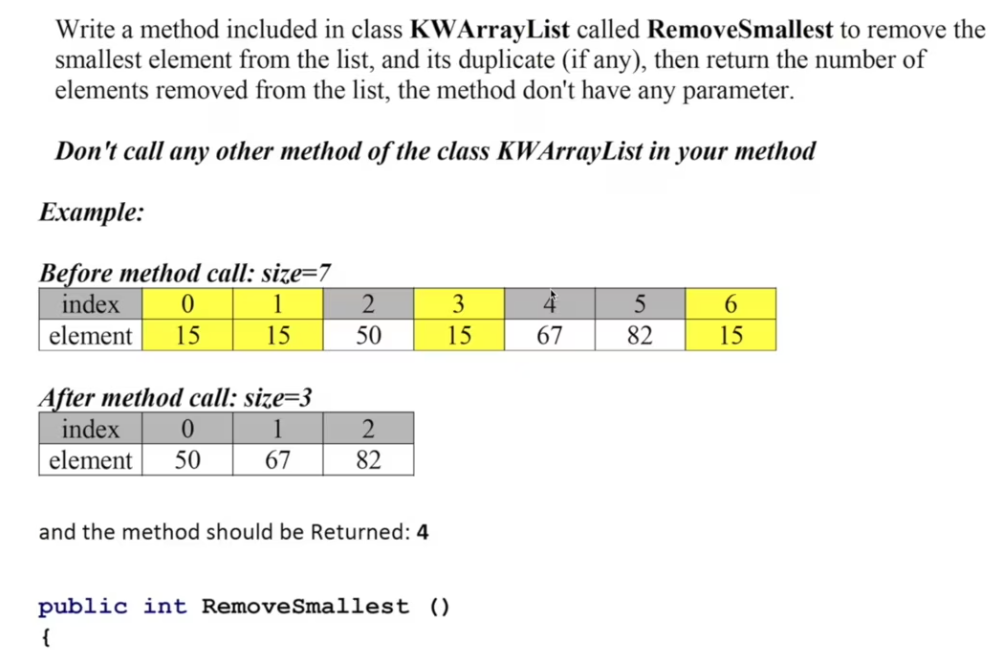 Write a method included in class KWArrayList called RemoveSmallest to remove the
smallest element from the list, and its duplicate (if any), then return the number of
elements removed from the list, the method don't have any parameter.
Don't call any other method of the class KWArrayList in your method
Example:
Before method call: size=7
index 0 1 2 3 4 5 6
element 15 15 50 15 67 82 15
After method call: size=3
index 0 1 2
element 50 67 82
and the method should be Returned: 4
public int RemoveSmallest ()
{